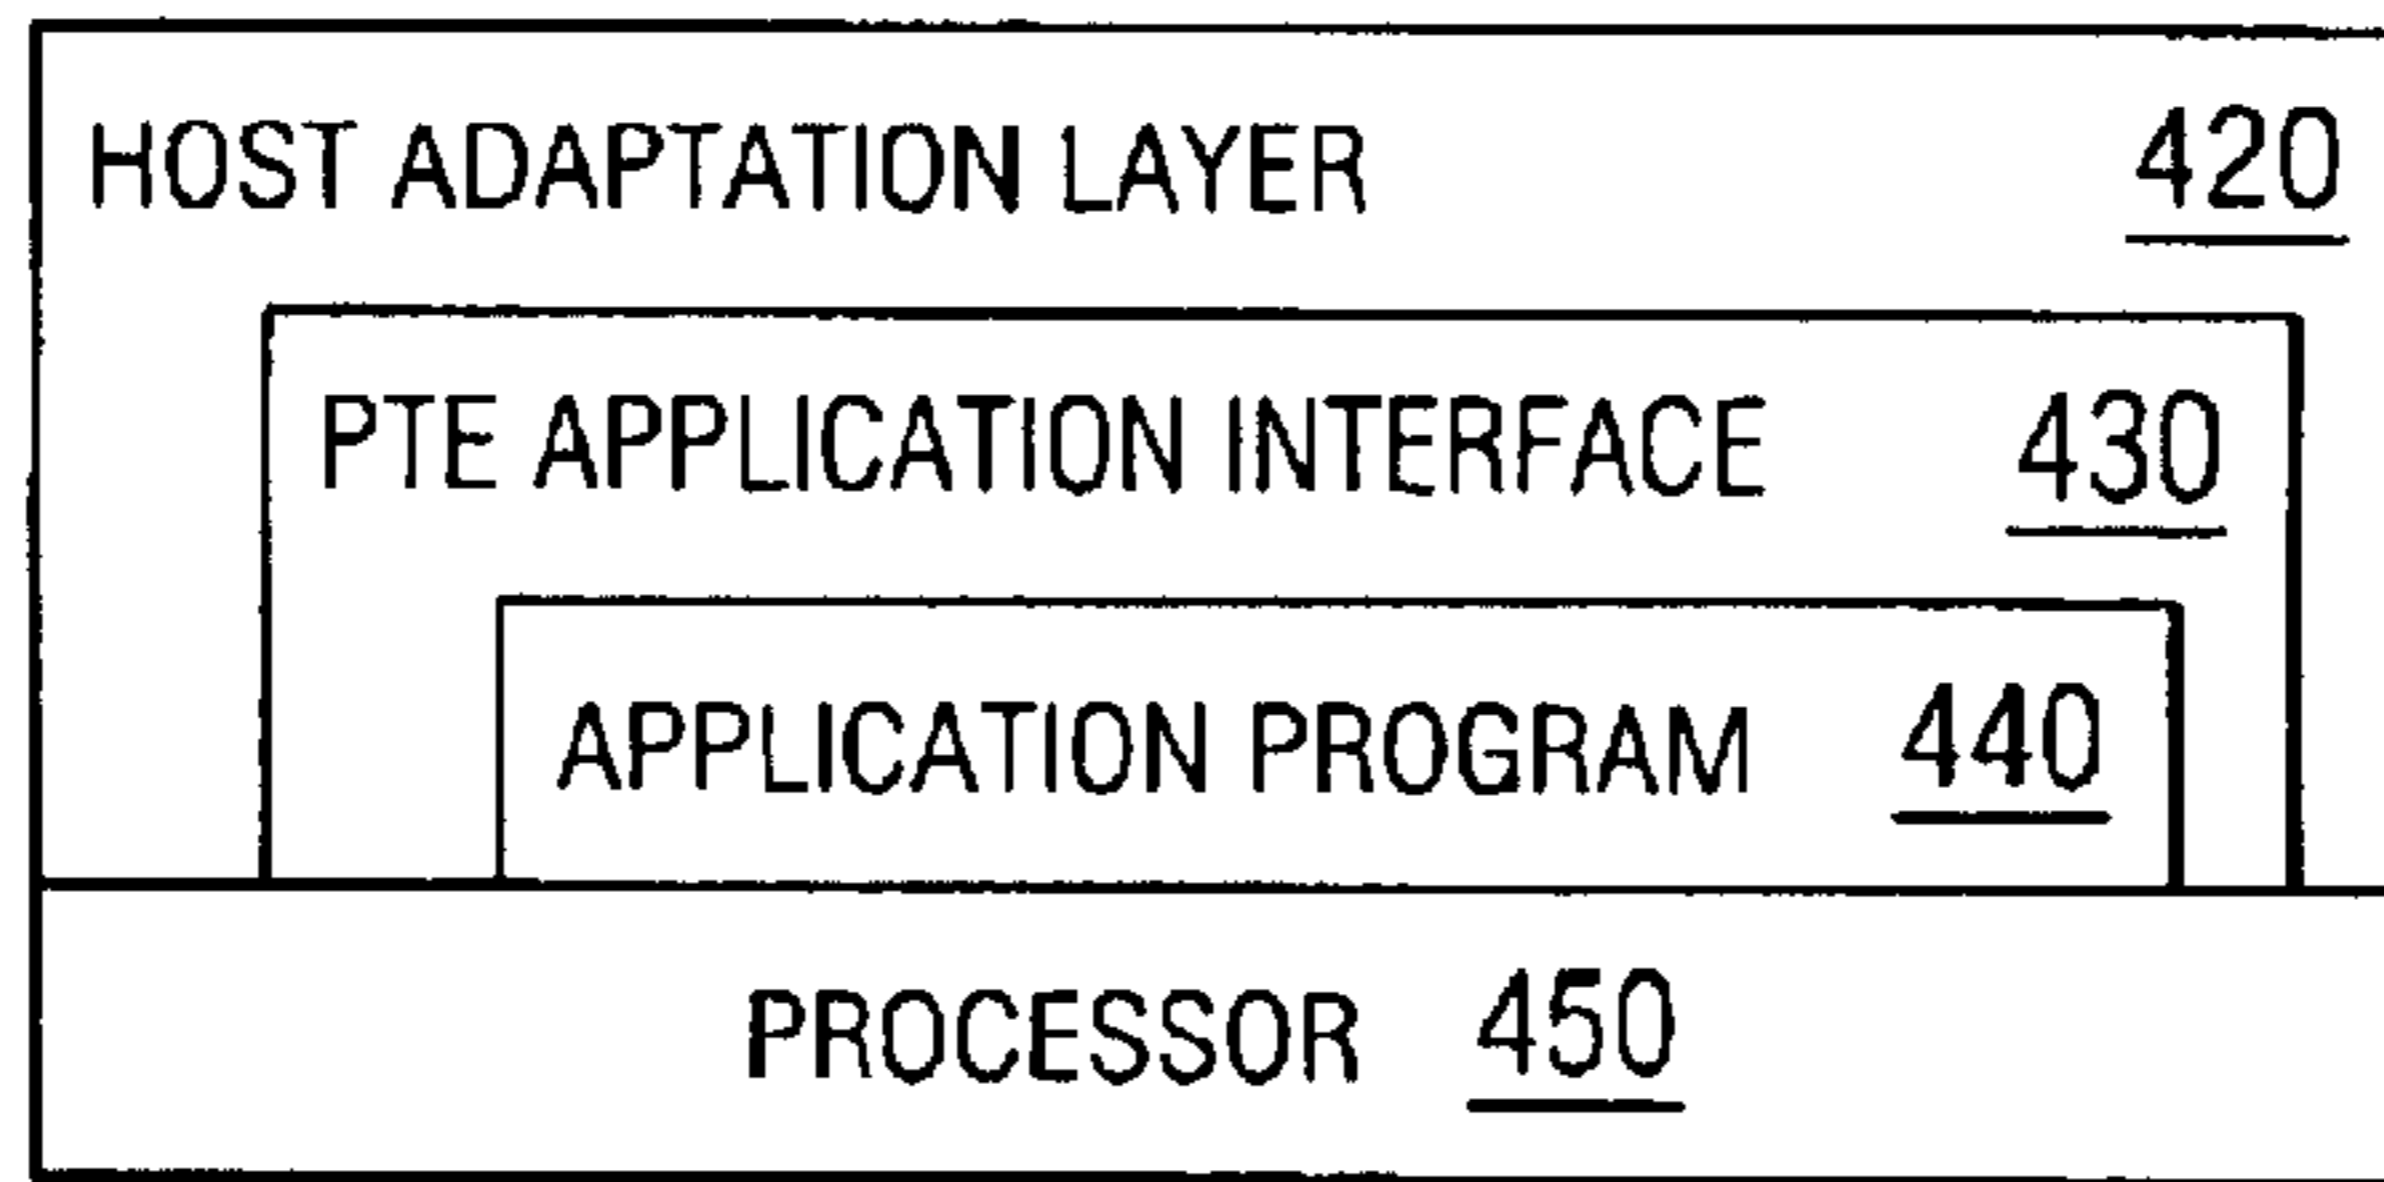 HOST ADAPTATION LAYER 420
PTE APPLICATION INTERFACE 430
APPLICATION PROGRAM 440
PROCESSOR 450